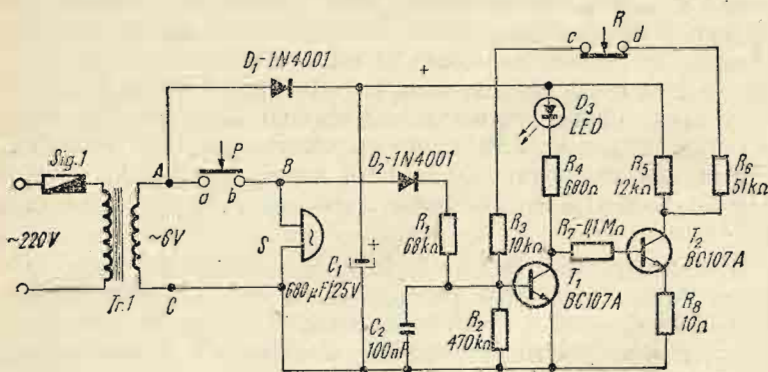 R
c
d
D1-1N4001
+
D3
LED
Sig.1
A
P
B
D2-1N4001
a
b
R4
680Ω
R5
12kΩ
R6
51kΩ
~220V
~6V
S
R1
68kΩ
R3
10kΩ
R7-0,1MΩ
T2
BC107A
C1
+
680μF/25V
T1
BC107A
Tr.1
C
C2
100nF
R2
470kΩ
R8
10Ω